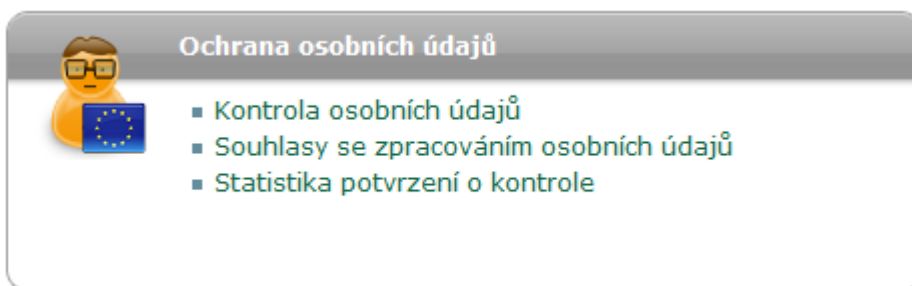 Ochrana osobních údajů
Kontrola osobních údajů
Souhlasy se zpracováním osobních údajů
Statistika potvrzení o kontrole